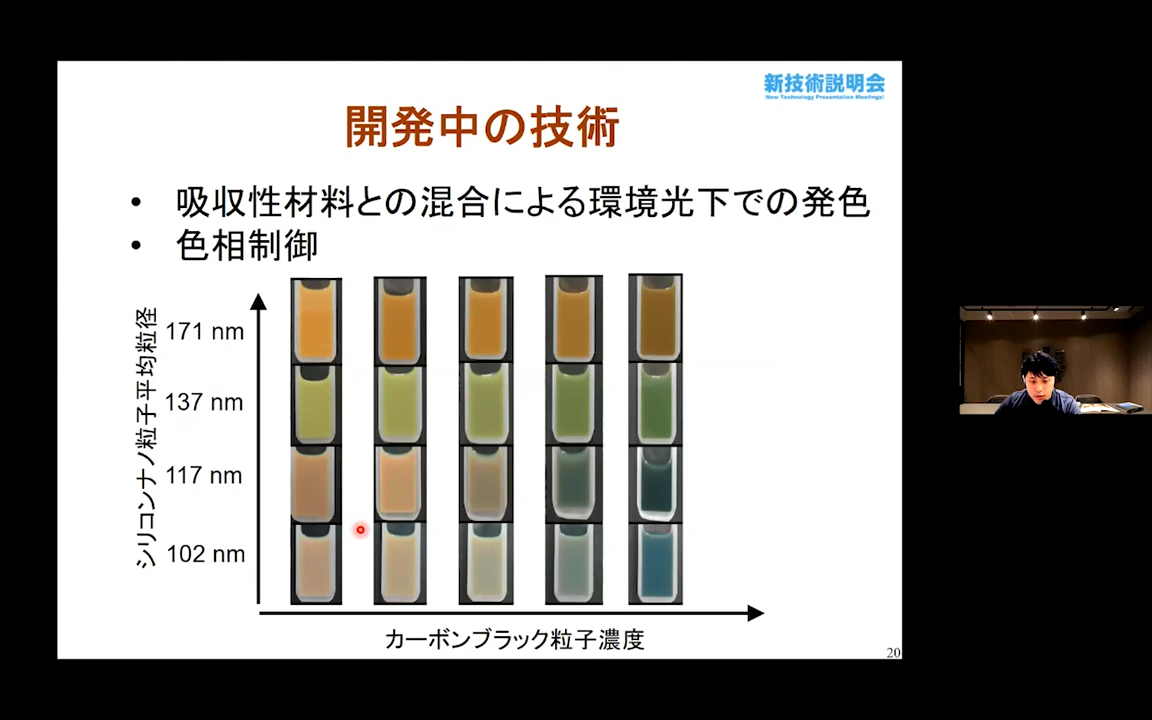 新技術説明会
New Technology Presentation Meetings!
開発中の技術
• 吸収性材料との混合による環境光下での発色
• 色相制御
シリコンナノ粒子平均粒径
171 nm
137 nm
117 nm
102 nm
カーボンブラック粒子濃度
20